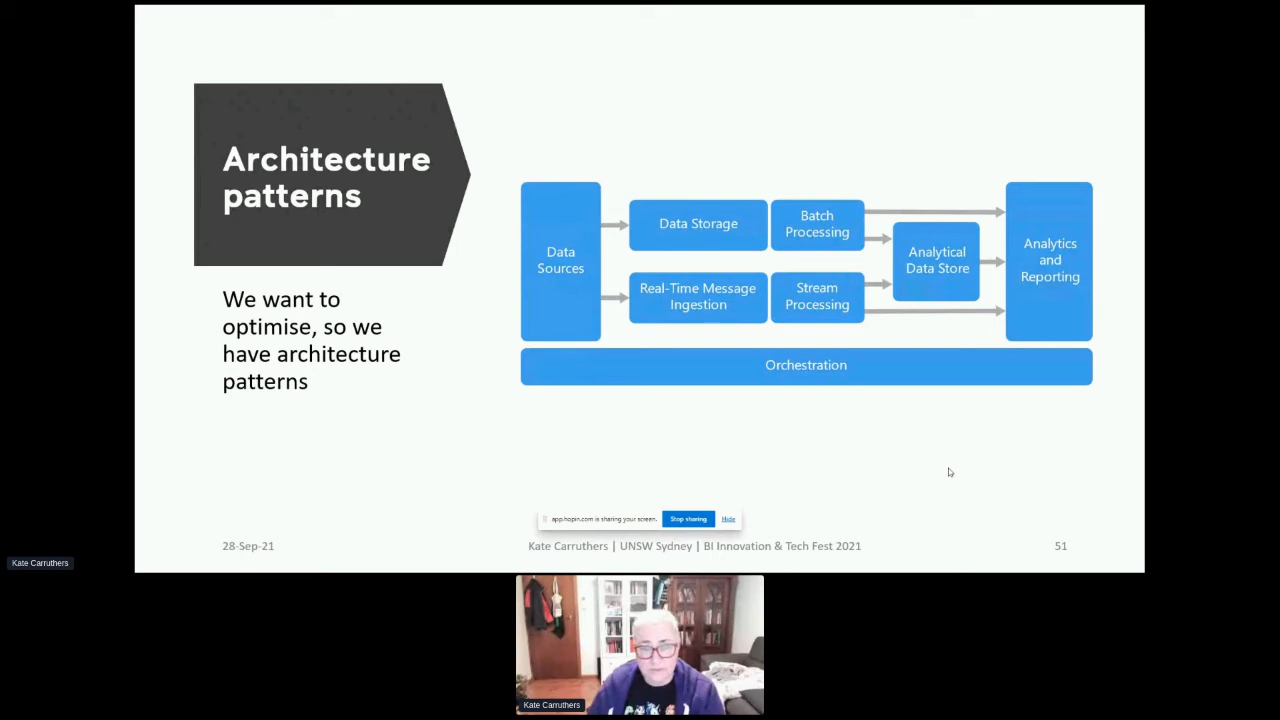 Architecture
patterns
We want to
optimise, so we
have architecture
patterns
Data
Sources
Data Storage
Batch
Processing
Real-Time Message
Ingestion
Stream
Processing
Analytical
Data Store
Analytics
and
Reporting
Orchestration
app.hopin.com is sharing your screen.
Stop sharing
Hide
28-Sep-21
Kate Carruthers | UNSW Sydney | BI Innovation & Tech Fest 2021
51
Kate Carruthers
Kate Carruthers